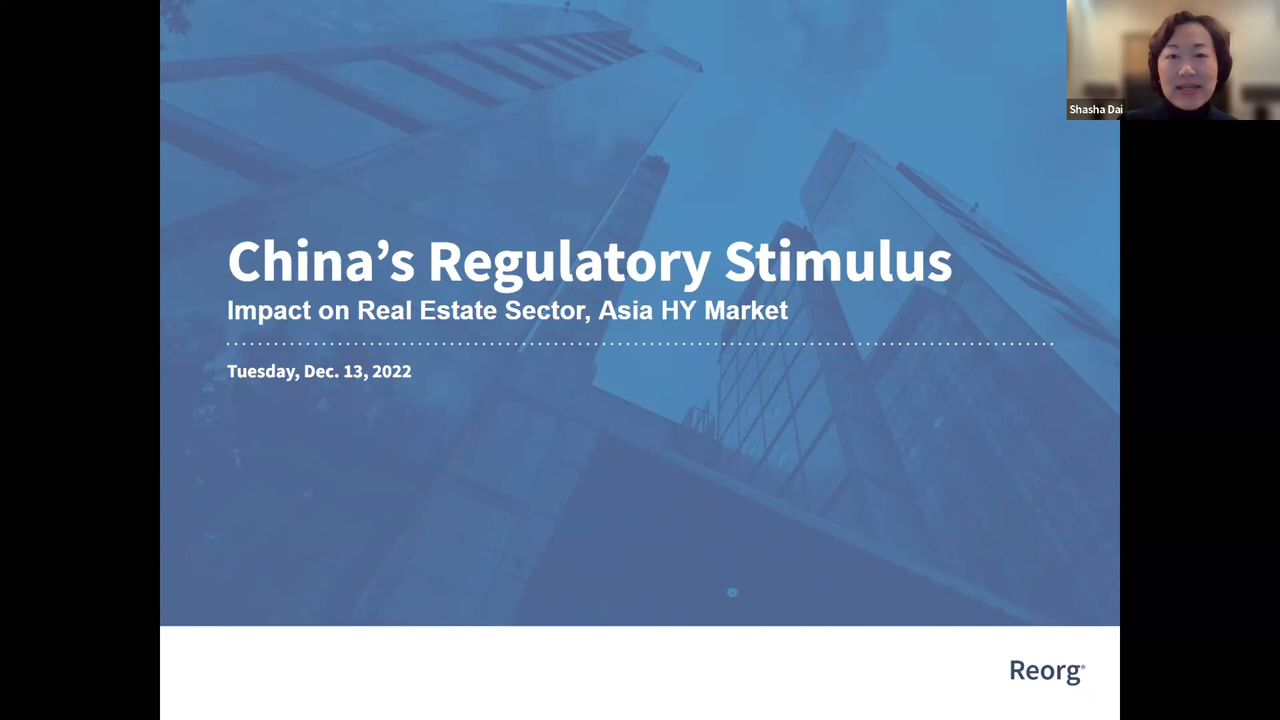 Shasha Dai
China’s Regulatory Stimulus
Impact on Real Estate Sector, Asia HY Market
Tuesday, Dec. 13, 2022
Reorg®